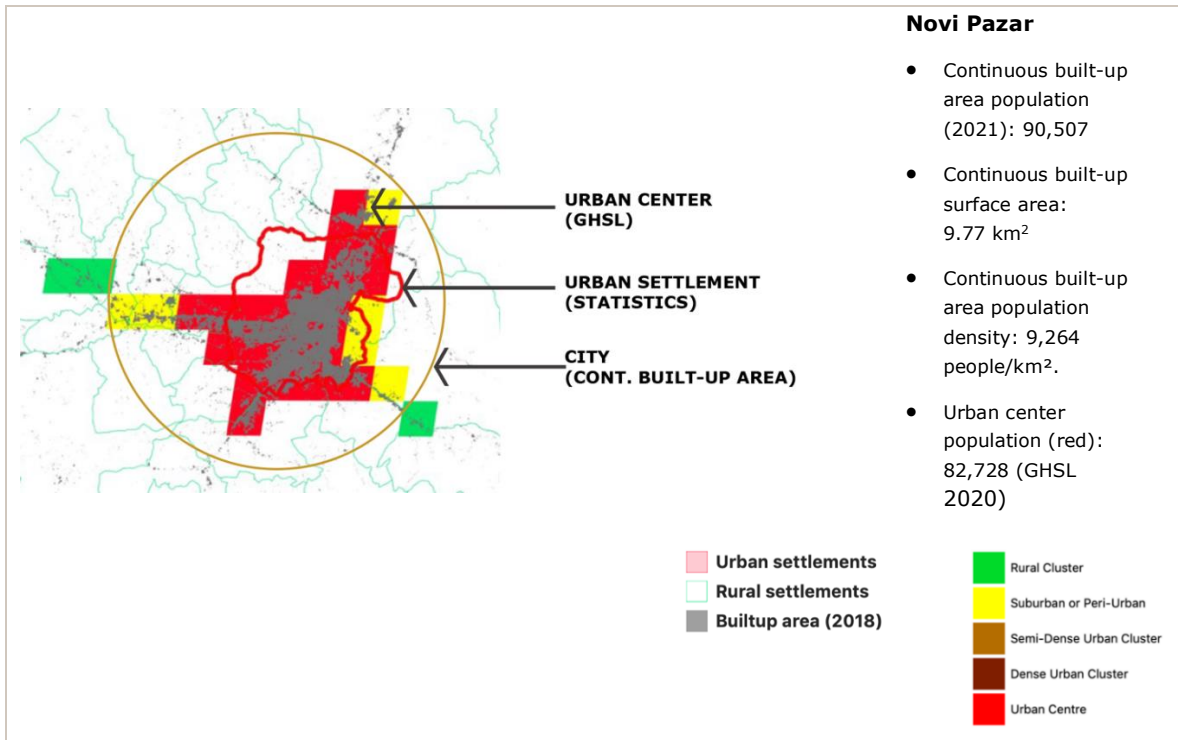 Novi Pazar
• Continuous built-up
area population
(2021): 90,507
• Continuous built-up
surface area:
9.77 km²
• Continuous built-up
area population
density: 9,264
people/km².
• Urban center
population (red):
82,728 (GHSL
2020)
URBAN CENTER
(GHSL)
URBAN SETTLEMENT
(STATISTICS)
CITY
(CONT. BUILT-UP AREA)
Urban settlements
Rural settlements
Builtup area (2018)
Rural Cluster
Suburban or Peri-Urban
Semi-Dense Urban Cluster
Dense Urban Cluster
Urban Centre